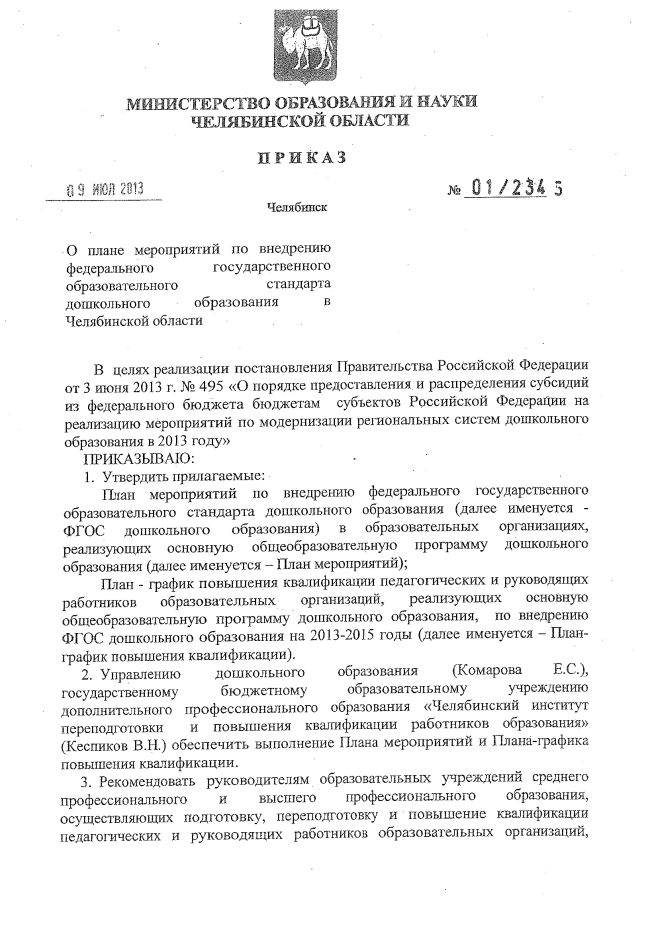 МИНИСТЕРСТВО ОБРАЗОВАНИЯ И НАУКИ
ЧЕЛЯБИНСКОЙ ОБЛАСТИ
ПРИКАЗ
09 ИЮЛ 2013
№ 01/2345
Челябинск
О плане мероприятий по внедрению
федерального государственного
образовательного стандарта
дошкольного образования в
Челябинской области
В целях реализации постановления Правительства Российской Федерации
от 3 июня 2013 г. № 495 «О порядке предоставления и распределения субсидий
из федерального бюджета бюджетам субъектов Российской Федерации на
реализацию мероприятий по модернизации региональных систем дошкольного
образования в 2013 году»
ПРИКАЗЫВАЮ:
1. Утвердить прилагаемые:
План мероприятий по внедрению федерального государственного
образовательного стандарта дошкольного образования (далее именуется -
ФГОС дошкольного образования) в образовательных организациях,
реализующих основную общеобразовательную программу дошкольного
образования (далее именуется – План мероприятий);
План - график повышения квалификации педагогических и руководящих
работников образовательных организаций, реализующих основную
общеобразовательную программу дошкольного образования, по внедрению
ФГОС дошкольного образования на 2013-2015 годы (далее именуется – План-
график повышения квалификации).
2. Управлению дошкольного образования (Комарова Е.С.),
государственному бюджетному образовательному учреждению
дополнительного профессионального образования «Челябинский институт
переподготовки и повышения квалификации работников образования»
(Кеспиков В.Н.) обеспечить выполнение Плана мероприятий и Плана-графика
повышения квалификации.
3. Рекомендовать руководителям образовательных учреждений среднего
профессионального и высшего профессионального образования,
осуществляющих подготовку, переподготовку и повышение квалификации
педагогических и руководящих работников образовательных организаций,